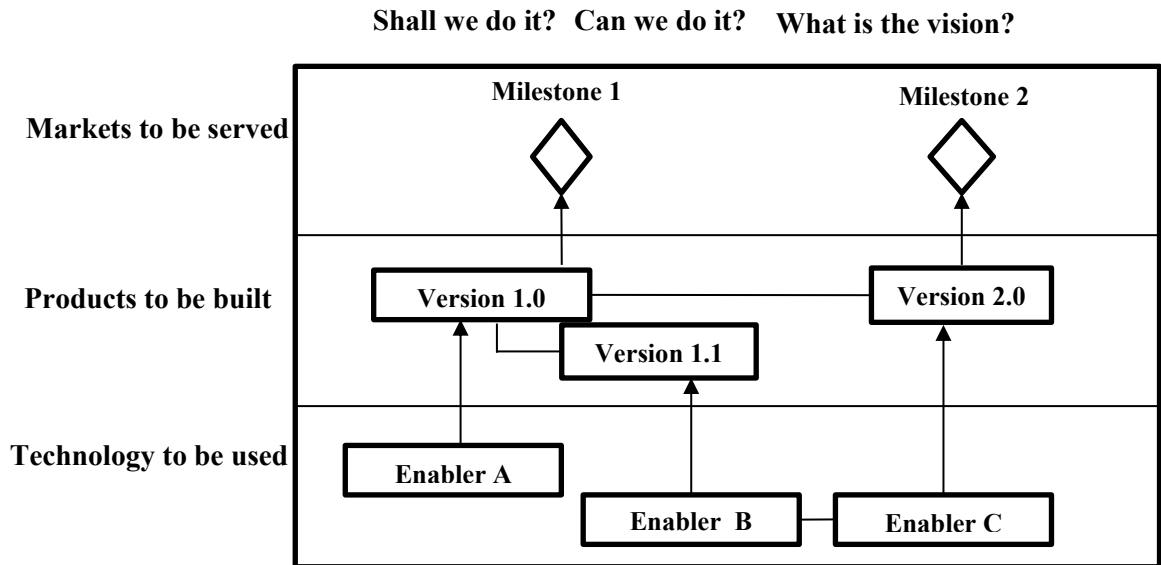 Shall we do it? Can we do it? What is the vision?
Milestone 1
Milestone 2
Markets to be served
Products to be built
Version 1.0
Version 2.0
Version 1.1
Technology to be used
Enabler A
Enabler B
Enabler C